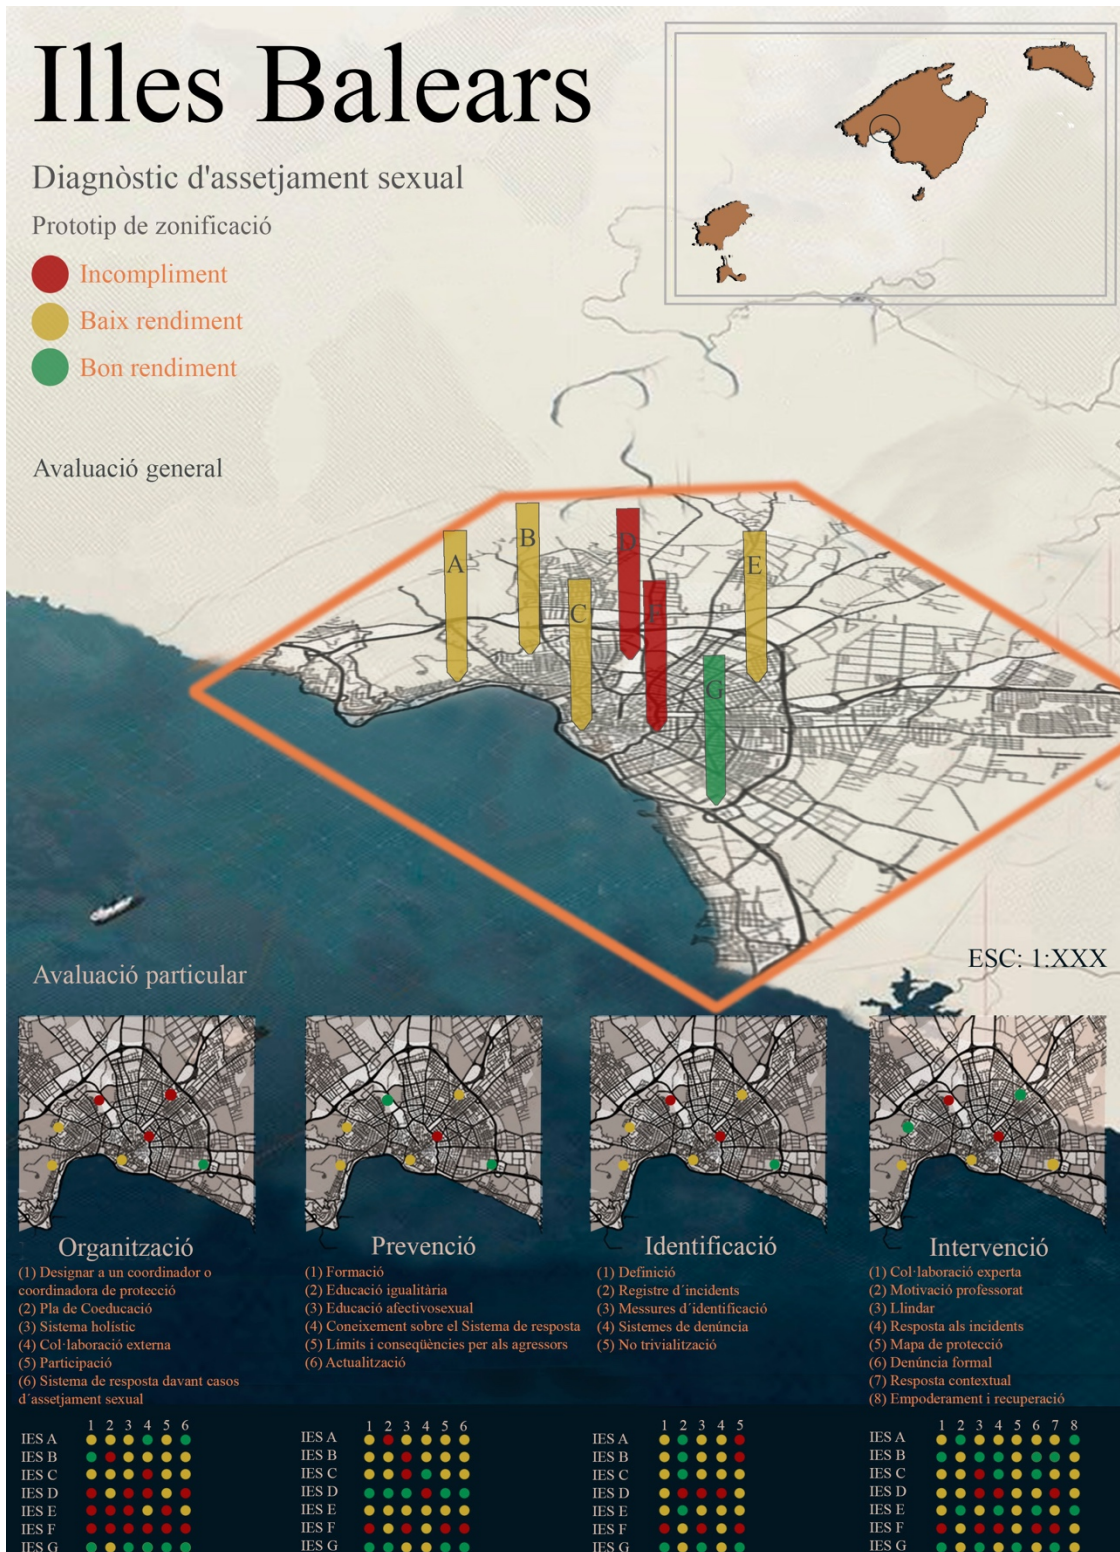 Illes Balears
Diagnòstic d'assetjament sexual
Prototip de zonificació
Incompliment
Baix rendiment
Bon rendiment
Avaluació general
A
B
C
D
E
F
G
ESC: 1:XXX
Avaluació particular
Organització
(1) Designar a un coordinador o
coordinadora de protecció
(2) Pla de Coeducació
(3) Sistema holístic
(4) Col·laboració externa
(5) Participació
(6) Sistema de resposta davant casos
d´assetjament sexual
Prevenció
(1) Formació
(2) Educació igualitària
(3) Educació afectivosexual
(4) Coneixement sobre el Sistema de resposta
(5) Límits i conseqüències per als agressors
(6) Actualització
Identificació
(1) Definició
(2) Registre d´incidents
(3) Messures d´identificació
(4) Sistemes de denúncia
(5) No trivialització
Intervenció
(1) Col·laboració experta
(2) Motivació professorat
(3) Llindar
(4) Resposta als incidents
(5) Mapa de protecció
(6) Denúncia formal
(7) Resposta contextual
(8) Empoderament i recuperació
1 2 3 4 5 6
IES A
IES B
IES C
IES D
IES E
IES F
IES G
1 2 3 4 5 6
IES A
IES B
IES C
IES D
IES E
IES F
IES G
1 2 3 4 5
IES A
IES B
IES C
IES D
IES E
IES F
IES G
1 2 3 4 5 6 7 8
IES A
IES B
IES C
IES D
IES E
IES F
IES G